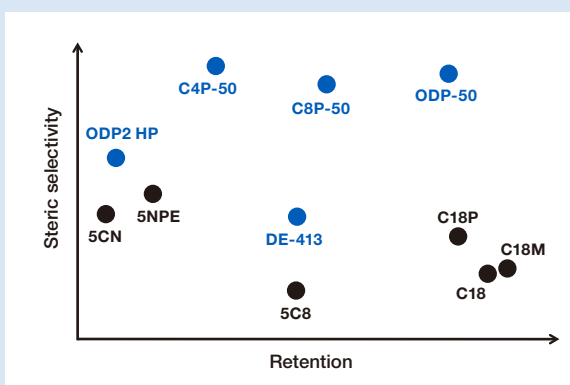 C4P-50
C8P-50
ODP-50
ODP2 HP
5NPE
5CN
DE-413
C18P
C18M
C18
5C8
Steric selectivity
Retention